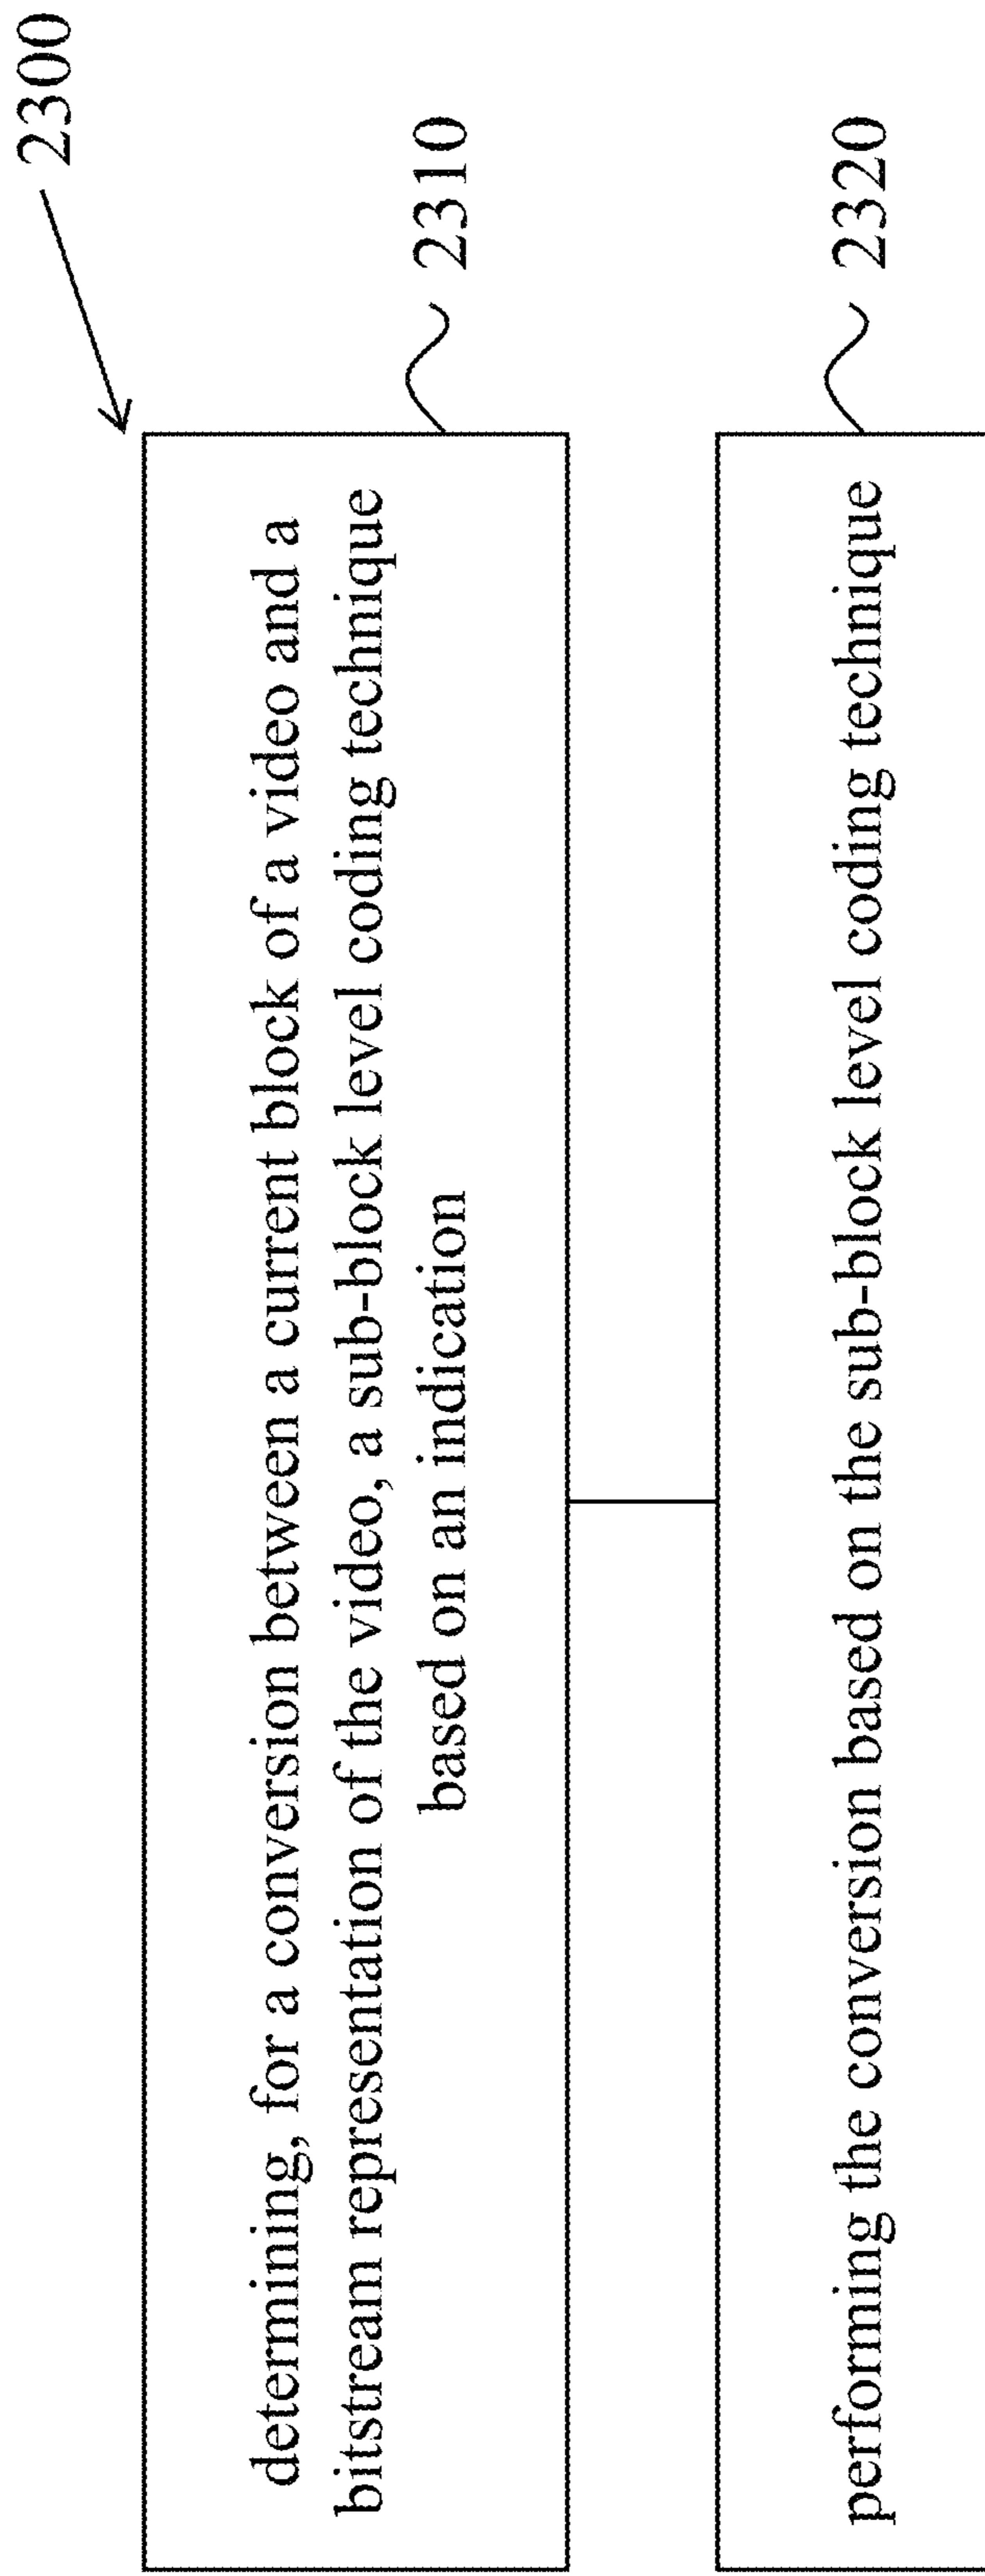 2300
determining, for a conversion between a current block of a video and a
bitstream representation of the video, a sub-block level coding technique
based on an indication
2310
performing the conversion based on the sub-block level coding technique
2320